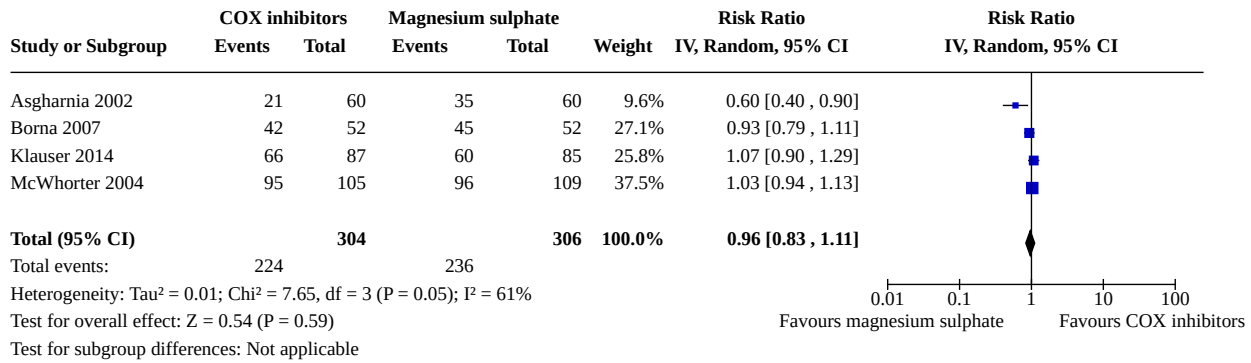 COX inhibitors Magnesium sulphate Risk Ratio Risk Ratio
Study or Subgroup Events Total Events Total Weight IV, Random, 95% CI IV, Random, 95% CI
Asgharnia 2002 21 60 35 60 9.6% 0.60 [0.40 , 0.90]
Borna 2007 42 52 45 52 27.1% 0.93 [0.79 , 1.11]
Klauser 2014 66 87 60 85 25.8% 1.07 [0.90 , 1.29]
McWhorter 2004 95 105 96 109 37.5% 1.03 [0.94 , 1.13]
Total (95% CI) 304 306 100.0% 0.96 [0.83 , 1.11]
Total events: 224 236
Heterogeneity: Tau² = 0.01; Chi² = 7.65, df = 3 (P = 0.05); I² = 61%
0.01 0.1 1 10 100
Test for overall effect: Z = 0.54 (P = 0.59) Favours magnesium sulphate Favours COX inhibitors
Test for subgroup differences: Not applicable